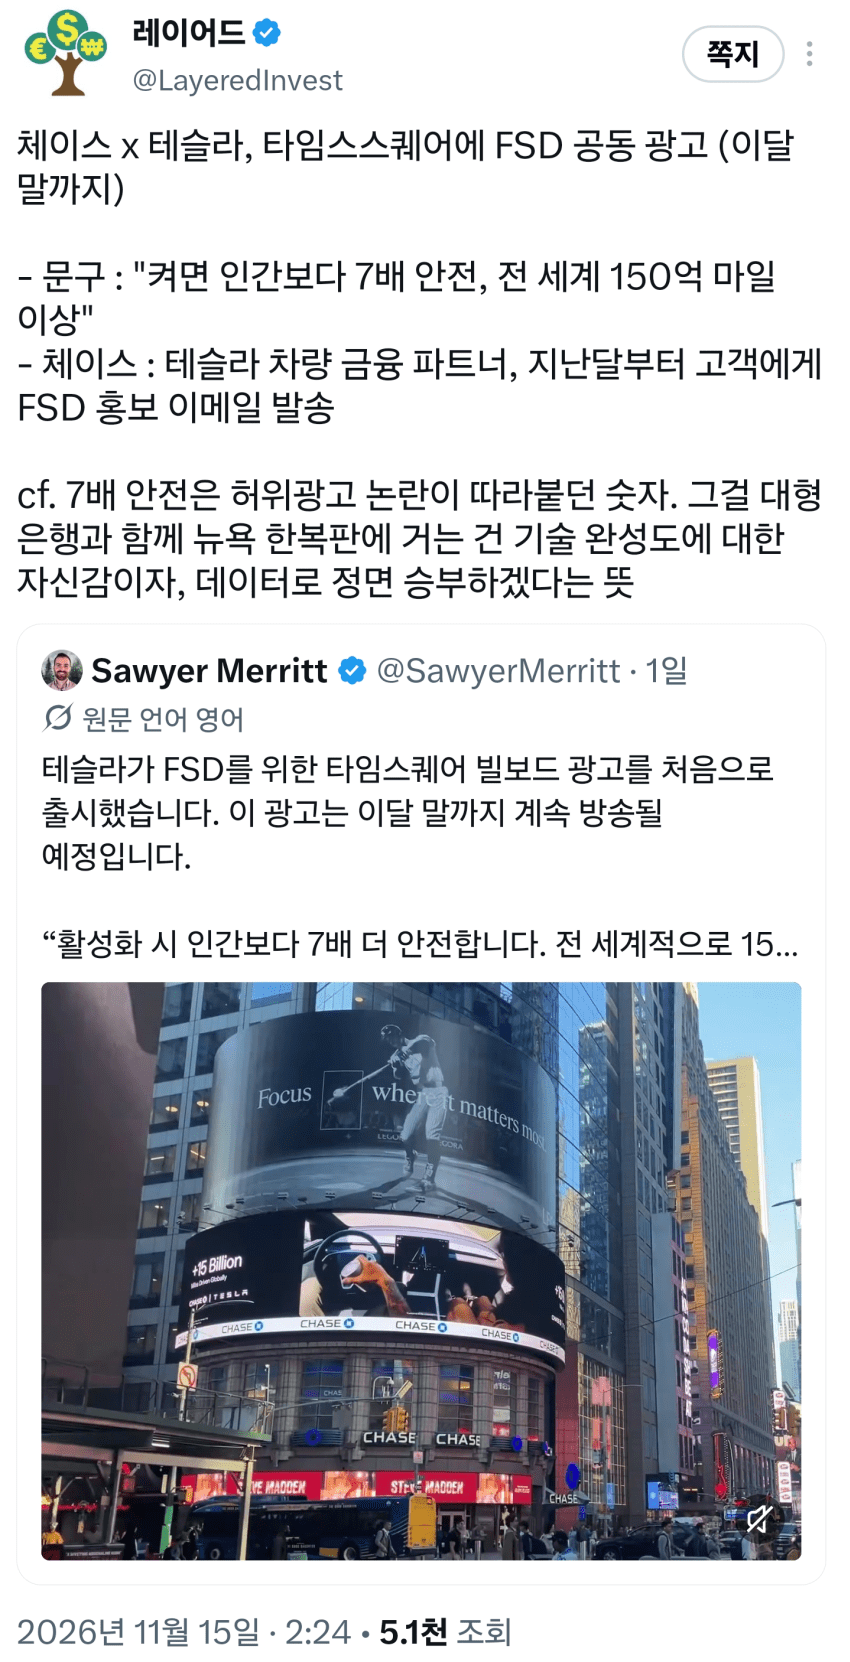 레이어드
쪽지
@LayeredInvest
체이스 x 테슬라, 타임스스퀘어에 FSD 공동 광고 (이달
말까지)
- 문구 : "켜면 인간보다 7배 안전, 전 세계 150억 마일
이상"
- 체이스 : 테슬라 차량 금융 파트너, 지난달부터 고객에게
FSD 홍보 이메일 발송
cf. 7배 안전은 허위광고 논란이 따라붙던 숫자. 그걸 대형
은행과 함께 뉴욕 한복판에 거는 건 기술 완성도에 대한
자신감이자, 데이터로 정면 승부하겠다는 뜻
Sawyer Merritt @SawyerMerritt · 1일
원문 언어 영어
테슬라가 FSD를 위한 타임스퀘어 빌보드 광고를 처음으로
출시했습니다. 이 광고는 이달 말까지 계속 방송될
예정입니다.
“활성화 시 인간보다 7배 더 안전합니다. 전 세계적으로 15...
Focus where it matters most
+15 Billion
Miles Driven Globally
CHASE | TESLA
CHASE CHASE CHASE CHASE
CHASE CHASE
STEVE MADDEN
CHASE
2026년 11월 15일 · 2:24 • 5.1천 조회